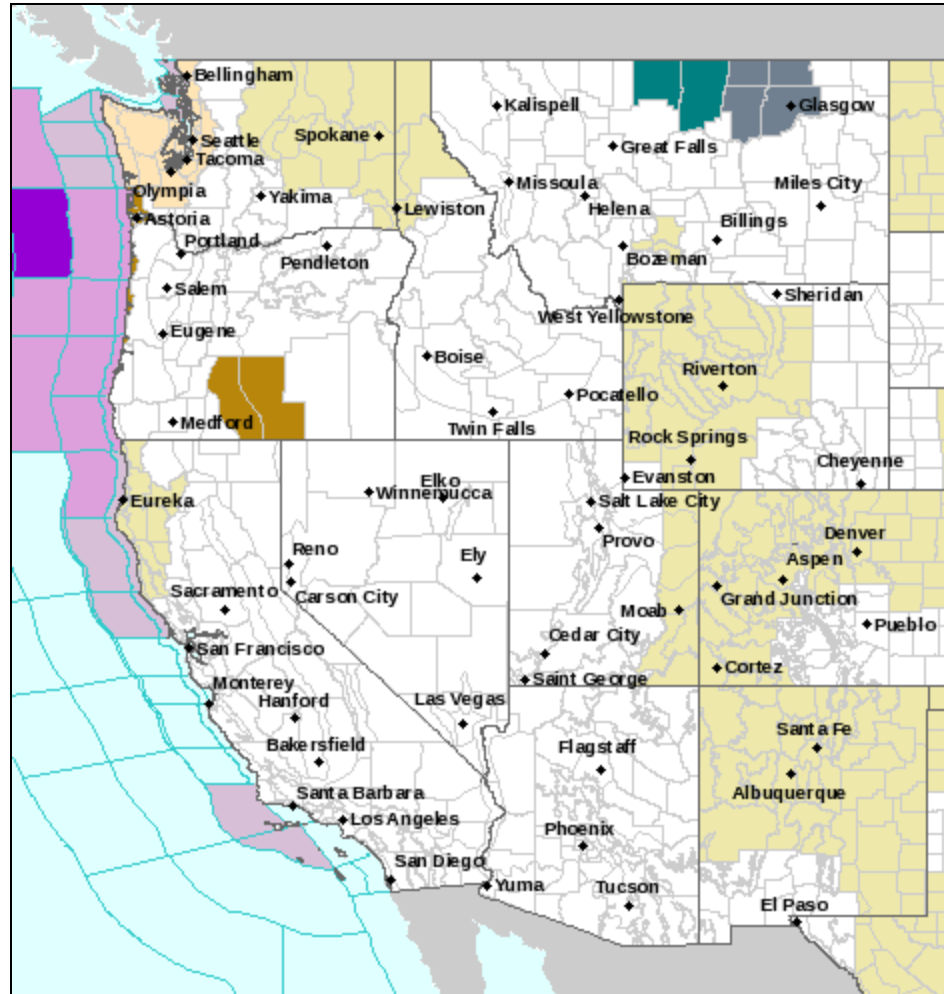 Bellingham
Kalispell
Glasgow
Spokane
Seattle
Great Falls
Tacoma
Missoula
Miles City
Olympia
Yakima
Lewiston
Helena
Astoria
Billings
Portland
Pendleton
Bozeman
Salem
Sheridan
West Yellowstone
Eugene
Boise
Riverton
Pocatello
Medford
Twin Falls
Rock Springs
Cheyenne
Elko
Evanston
Winnemucca
Eureka
Salt Lake City
Denver
Provo
Reno
Ely
Aspen
Sacramento
Carson City
Grand Junction
Moab
Pueblo
Cedar City
San Francisco
Cortez
Saint George
Monterey
Las Vegas
Hanford
Santa Fe
Bakersfield
Flagstaff
Albuquerque
Santa Barbara
Los Angeles
Phoenix
San Diego
Yuma
Tucson
El Paso